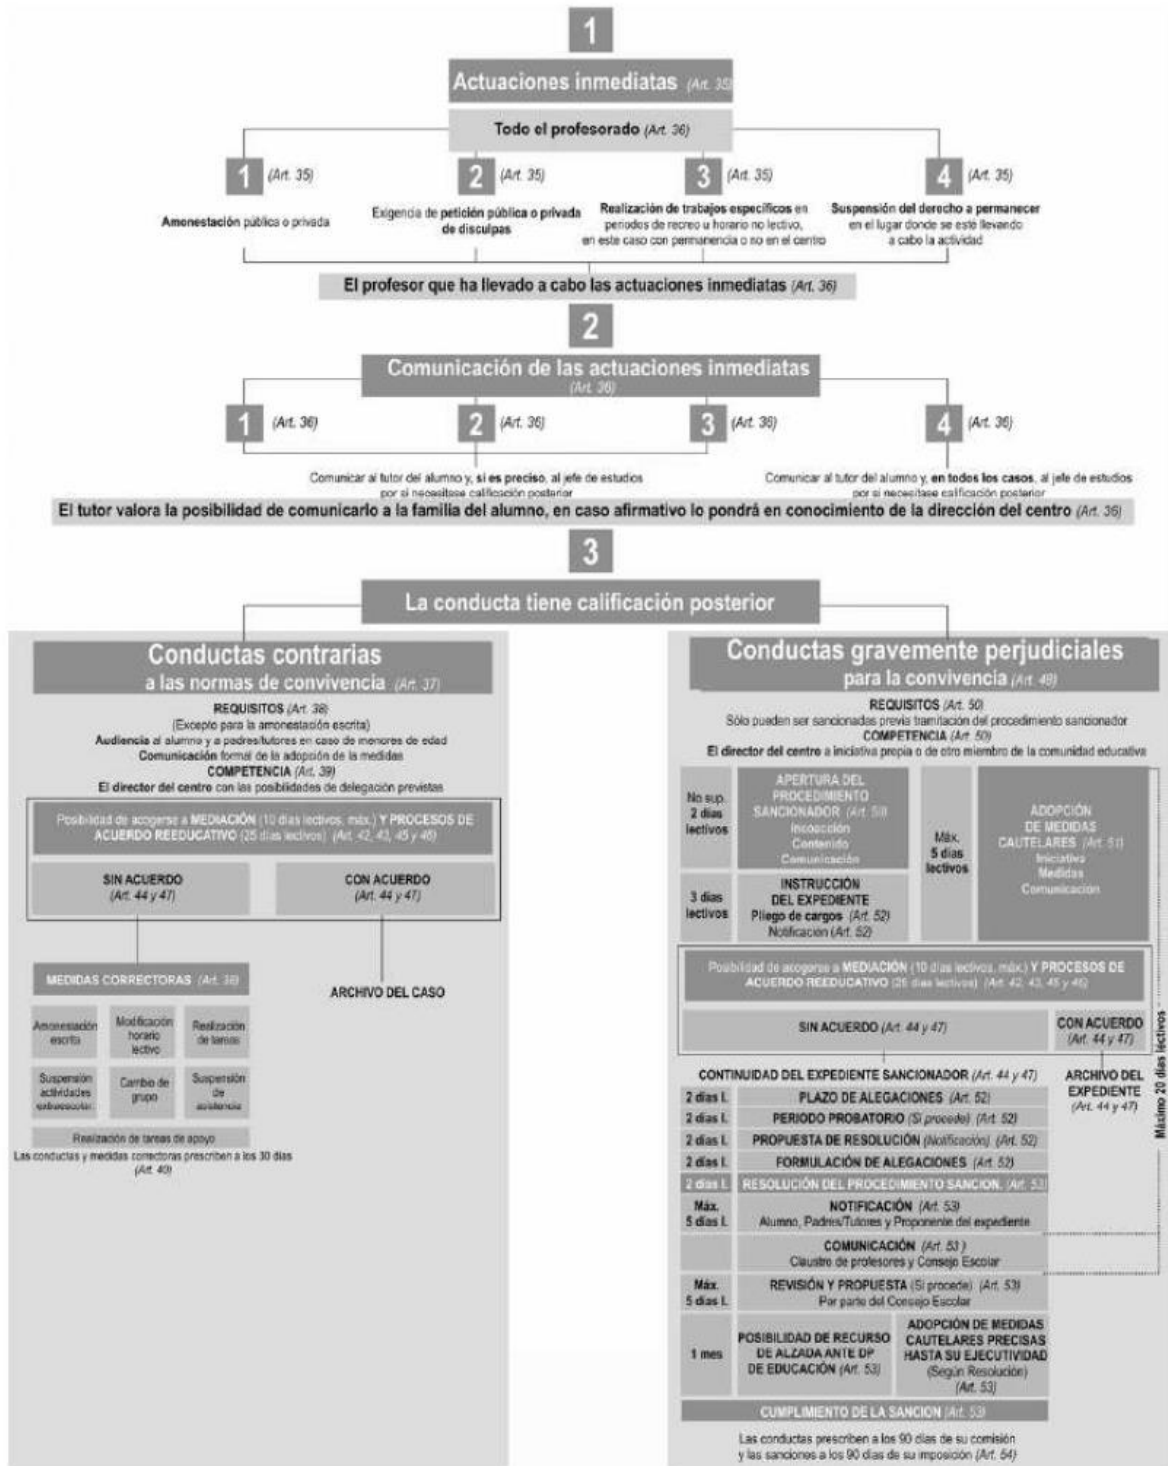 1
Actuaciones inmediatas (Art. 35)
Todo el profesorado (Art. 36)
1 (Art. 35)
Amonestación pública o privada
2 (Art. 35)
Exigencia de petición pública o privada
de disculpas
3 (Art. 35)
Realización de trabajos específicos en
periodos de recreo u horario no lectivo,
en este caso con permanencia o no en el centro
4 (Art. 35)
Suspensión del derecho a permanecer
en el lugar donde se esté llevando
a cabo la actividad
El profesor que ha llevado a cabo las actuaciones inmediatas (Art. 36)
2
Comunicación de las actuaciones inmediatas
(Art. 36)
1 (Art. 36)
2 (Art. 36)
3 (Art. 36)
4 (Art. 36)
Comunicar al tutor del alumno y, si es preciso, al jefe de estudios
por si necesitase calificación posterior
Comunicar al tutor del alumno y, en todos los casos, al jefe de estudios
por si necesitase calificación posterior
El tutor valora la posibilidad de comunicarlo a la familia del alumno, en caso afirmativo lo pondrá en conocimiento de la dirección del centro (Art. 36)
3
La conducta tiene calificación posterior
Conductas contrarias
a las normas de convivencia (Art. 37)
REQUISITOS (Art. 38)
(Excepto para la amonestación escrita)
Audiencia al alumno y a padres/tutores en caso de menores de edad
Comunicación formal de la adopción de la medidas
COMPETENCIA (Art. 39)
El director del centro con las posibilidades de delegación previstas
Posibilidad de acogerse a MEDIACIÓN (10 días lectivos, máx.) Y PROCESOS DE
ACUERDO REEDUCATIVO (25 días lectivos) (Art. 42, 43, 45 y 46)
SIN ACUERDO
(Art. 44 y 47)
CON ACUERDO
(Art. 44 y 47)
MEDIDAS CORRECTORAS (Art. 38)
ARCHIVO DEL CASO
Amonestación
escrita
Modificación
horario
lectivo
Realización
de tareas
Suspensión
actividades
extraescolar.
Cambio de
grupo
Suspensión
de
asistencia
Realización de tareas de apoyo
Las conductas y medidas correctoras prescriben a los 30 días
(Art. 40)
Conductas gravemente perjudiciales
para la convivencia (Art. 48)
REQUISITOS (Art. 50)
Sólo pueden ser sancionadas previa tramitación del procedimiento sancionador
COMPETENCIA (Art. 50)
El director del centro a iniciativa propia o de otro miembro de la comunidad educativa
No sup.
2 días
lectivos
APERTURA DEL
PROCEDIMIENTO
SANCIONADOR (Art. 50)
Incoacción
Contenido
Comunicación
Máx.
5 días
lectivos
ADOPCIÓN
DE MEDIDAS
CAUTELARES (Art. 51)
Iniciativa
Medidas
Comunicación
3 días
lectivos
INSTRUCCIÓN
DEL EXPEDIENTE
Pliego de cargos (Art. 52)
Notificación (Art. 52)
Posibilidad de acogerse a MEDIACIÓN (10 días lectivos, máx.) Y PROCESOS DE
ACUERDO REEDUCATIVO (25 días lectivos) (Art. 42, 43, 45 y 46)
SIN ACUERDO (Art. 44 y 47)
CON ACUERDO
(Art. 44 y 47)
CONTINUIDAD DEL EXPEDIENTE SANCIONADOR (Art. 44 y 47)
ARCHIVO DEL
EXPEDIENTE
(Art. 44 y 47)
2 días l. PLAZO DE ALEGACIONES (Art. 52)
2 días l. PERIODO PROBATORIO (Si procede) (Art. 52)
2 días l. PROPUESTA DE RESOLUCIÓN (Notificación) (Art. 52)
2 días l. FORMULACIÓN DE ALEGACIONES (Art. 52)
2 días l. RESOLUCIÓN DEL PROCEDIMIENTO SANCION. (Art. 53)
Máx.
5 días l.
NOTIFICACIÓN (Art. 53)
Alumno, Padres/Tutores y Proponente del expediente
COMUNICACIÓN (Art. 53 )
Claustro de profesores y Consejo Escolar
Máx.
5 días l.
REVISIÓN Y PROPUESTA (Si procede) (Art. 53)
Por parte del Consejo Escolar
1 mes
POSIBILIDAD DE RECURSO
DE ALZADA ANTE DP
DE EDUCACIÓN (Art. 53)
ADOPCIÓN DE MEDIDAS
CAUTELARES PRECISAS
HASTA SU EJECUTIVIDAD
(Según Resolución)
(Art. 53)
CUMPLIMIENTO DE LA SANCION (Art. 53)
Las conductas prescriben a los 90 días de su comisión
y las sanciones a los 90 días de su imposición (Art. 54)
Máximo 20 días lectivos